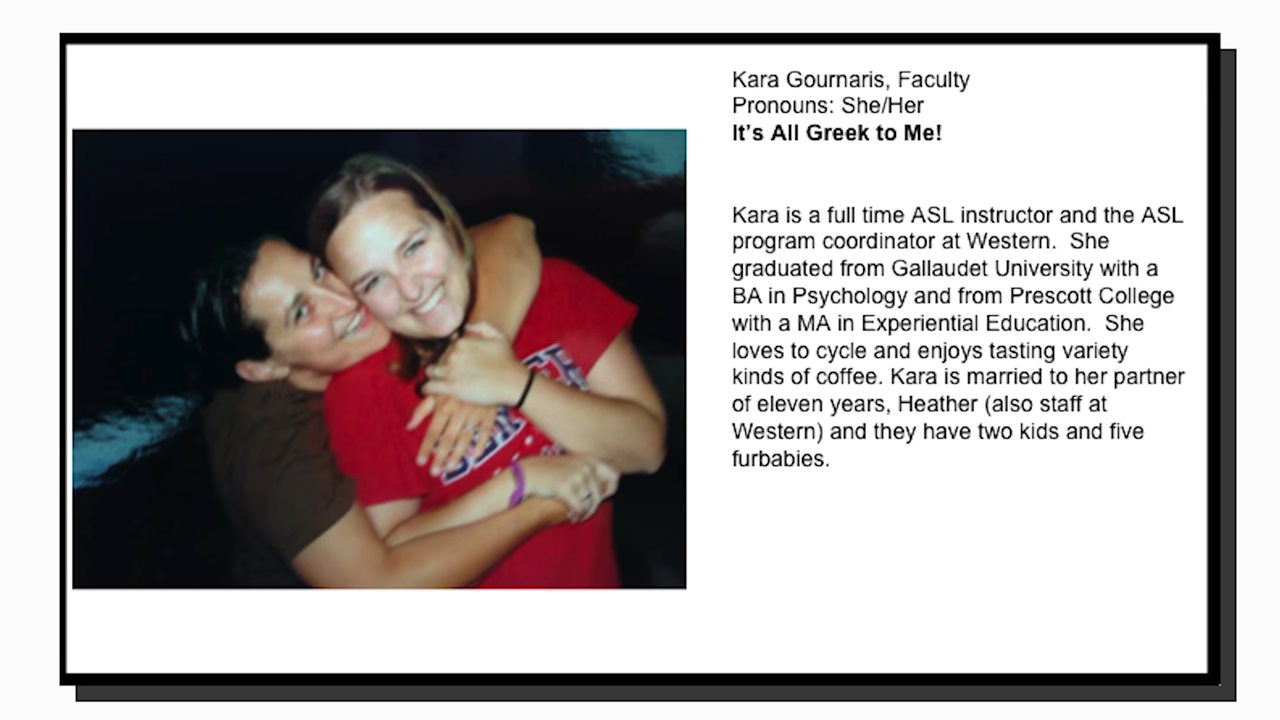 Kara Gournaris, Faculty
Pronouns: She/Her
It's All Greek to Me!
Kara is a full time ASL instructor and the ASL
program coordinator at Western.  She
graduated from Gallaudet University with a
BA in Psychology and from Prescott College
with a MA in Experiential Education.  She
loves to cycle and enjoys tasting variety
kinds of coffee. Kara is married to her partner
of eleven years, Heather (also staff at
Western) and they have two kids and five
furbabies.